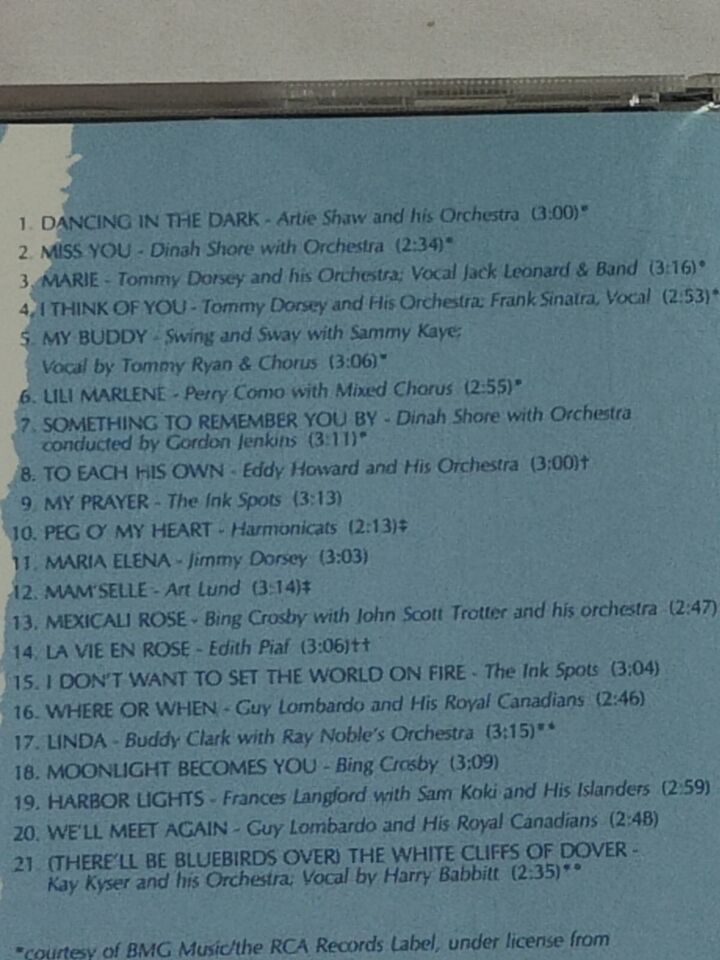 1. DANCING IN THE DARK - Artie Shaw and his Orchestra (3:00)*
2. MISS YOU - Dinah Shore with Orchestra (2:34)*
3. MARIE - Tommy Dorsey and his Orchestra; Vocal Jack Leonard & Band (3:16)*
4. I THINK OF YOU - Tommy Dorsey and His Orchestra; Frank Sinatra, Vocal (2:53)*
5. MY BUDDY - Swing and Sway with Sammy Kaye;
Vocal by Tommy Ryan & Chorus (3:06)*
6. LILI MARLENE - Perry Como with Mixed Chorus (2:55)*
7. SOMETHING TO REMEMBER YOU BY - Dinah Shore with Orchestra
conducted by Gordon Jenkins (3:11)*
8. TO EACH HIS OWN - Eddy Howard and His Orchestra (3:00)†
9. MY PRAYER - The Ink Spots (3:13)
10. PEG O' MY HEART - Harmonicats (2:13)‡
11. MARIA ELENA - Jimmy Dorsey (3:03)
12. MAM'SELLE - Art Lund (3:14)‡
13. MEXICALI ROSE - Bing Crosby with John Scott Trotter and his orchestra (2:47)
14. LA VIE EN ROSE - Edith Piaf (3:06)††
15. I DON'T WANT TO SET THE WORLD ON FIRE - The Ink Spots (3:04)
16. WHERE OR WHEN - Guy Lombardo and His Royal Canadians (2:46)
17. LINDA - Buddy Clark with Ray Noble's Orchestra (3:15)**
18. MOONLIGHT BECOMES YOU - Bing Crosby (3:09)
19. HARBOR LIGHTS - Frances Langford with Sam Koki and His Islanders (2:59)
20. WE'LL MEET AGAIN - Guy Lombardo and His Royal Canadians (2:48)
21 (THERE'LL BE BLUEBIRDS OVER) THE WHITE CLIFFS OF DOVER -
Kay Kyser and his Orchestra; Vocal by Harry Babbitt (2:35)**
*courtesy of BMG Music/the RCA Records Label, under license from